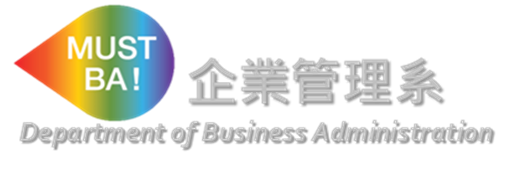 MUST
BA!
企業管理系
Department of Business Administration